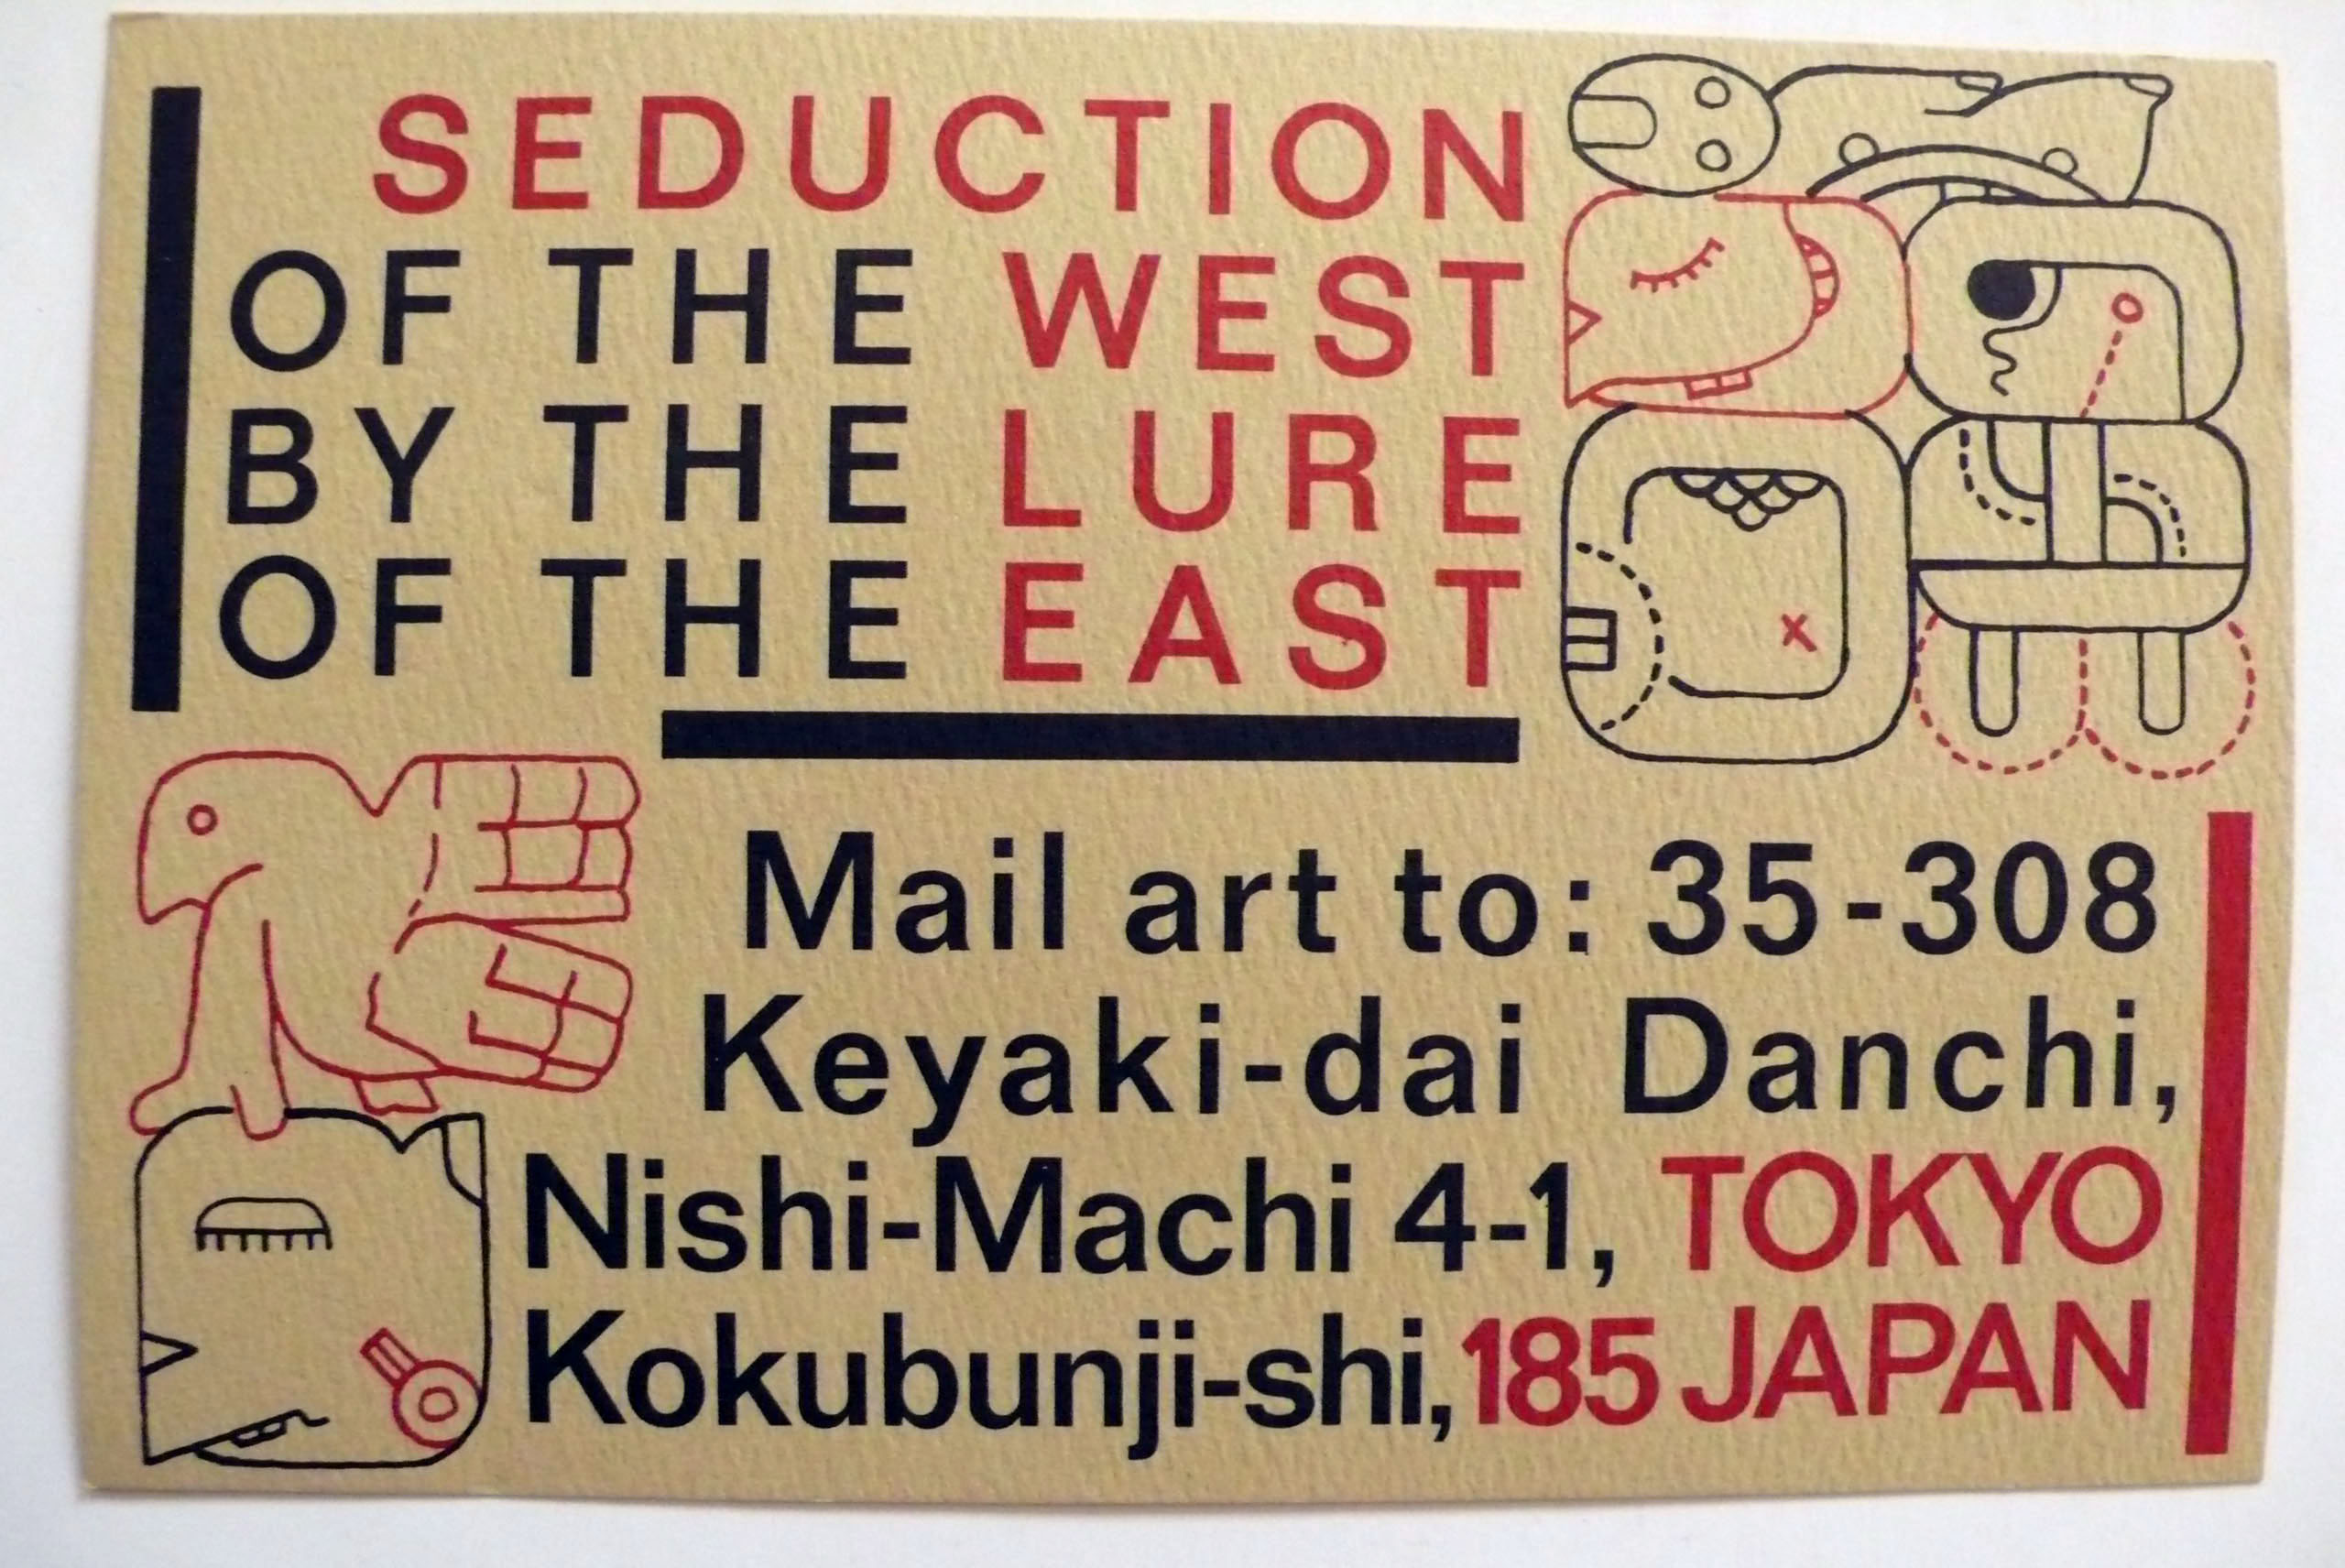 SEDUCTION
OF THE WEST
BY THE LURE
OF THE EAST
Mail art to: 35-308
Keyaki-dai Danchi,
Nishi-Machi 4-1, TOKYO
Kokubunji-shi, 185 JAPAN